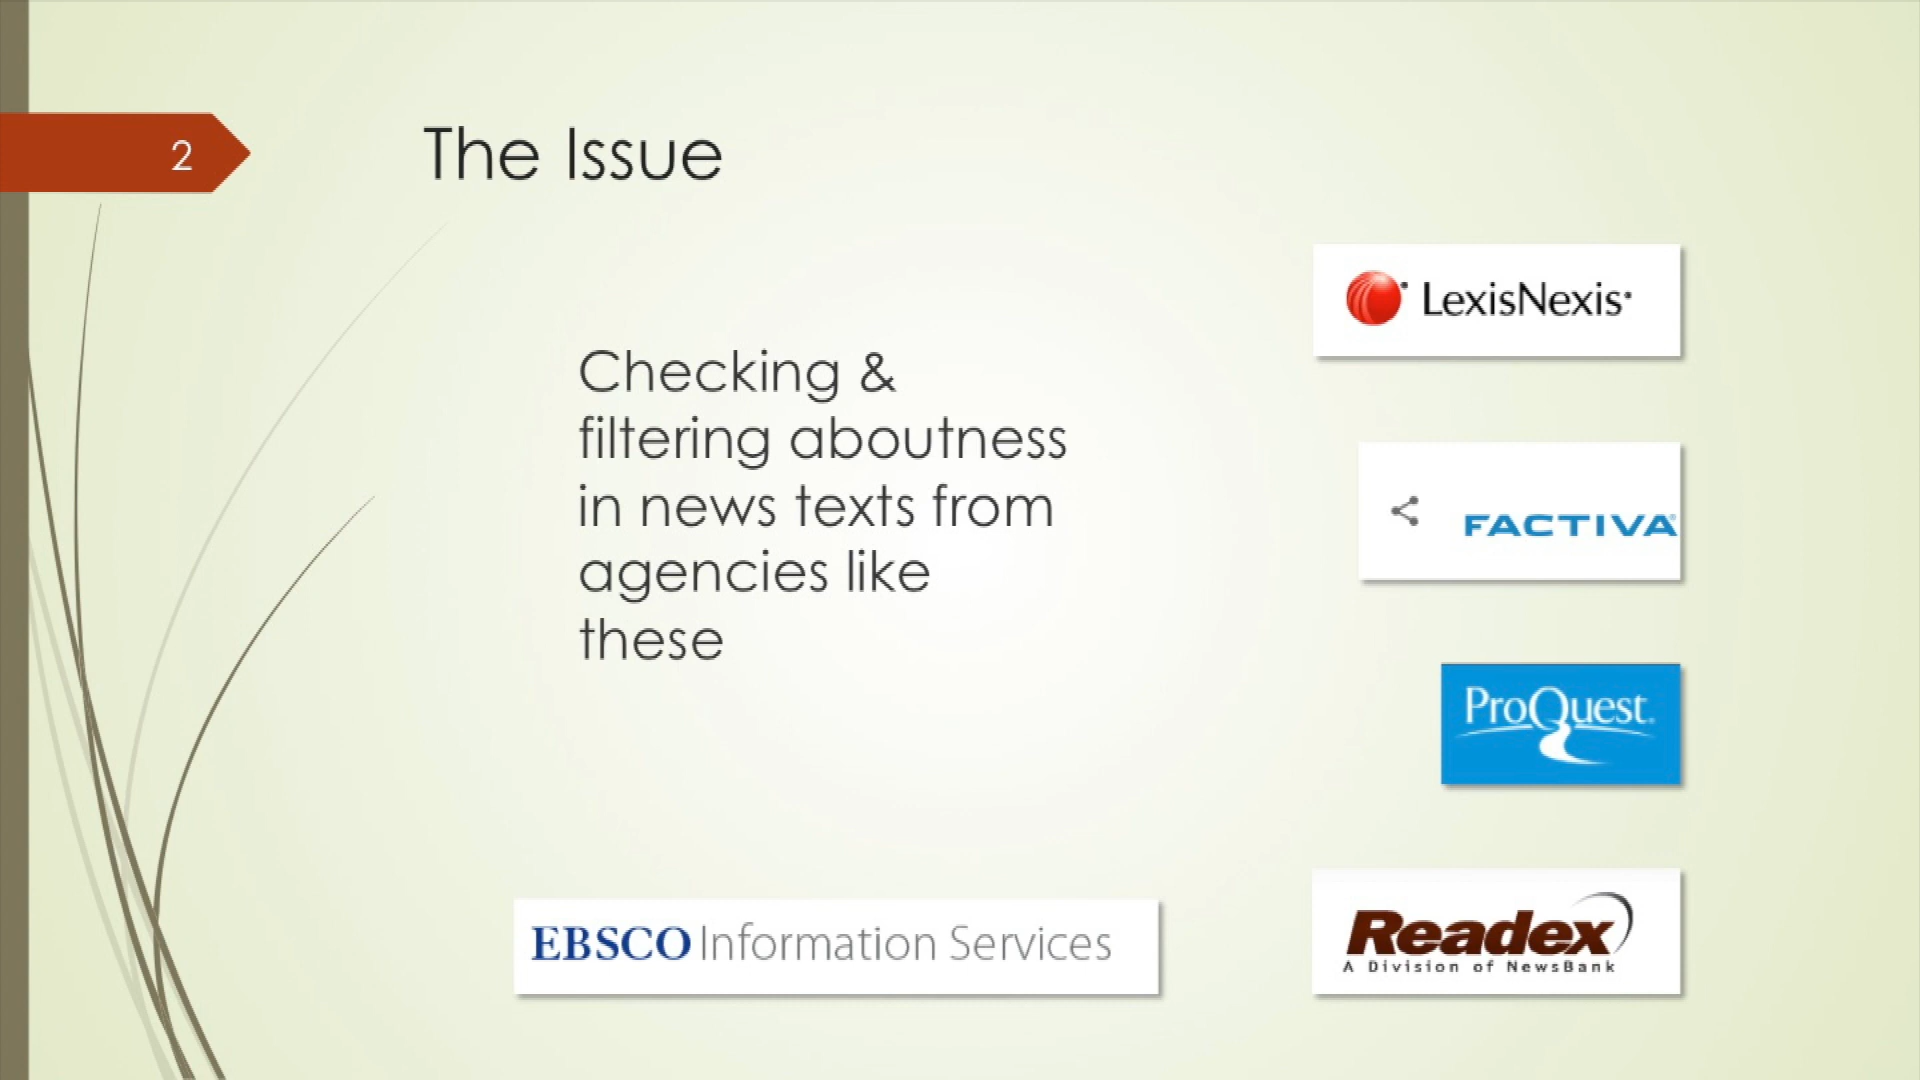 2
The Issue
Checking &
filtering aboutness
in news texts from
agencies like
these
LexisNexis
FACTIVA
ProQuest
Readex
A Division of NewsBank
EBSCO Information Services